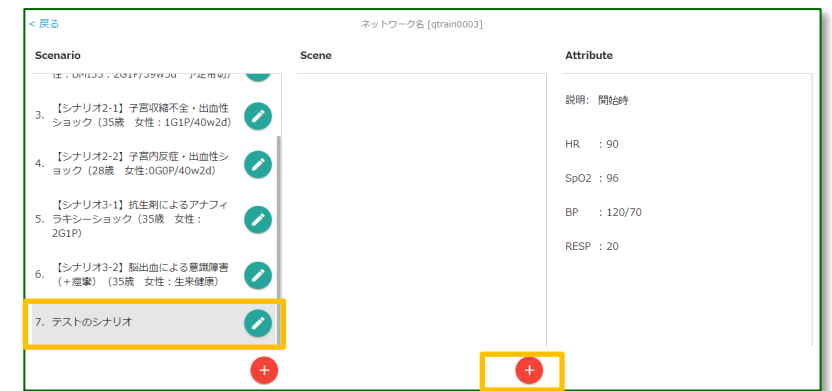 < 戻る
ネットワーク名 [qtrain0003]
Scenario
Scene
Attribute
3. 【シナリオ2-1】子宮収縮不全・出血性
ショック（35歳　女性：1G1P/40w2d）
4. 【シナリオ2-2】子宮内反症・出血性シ
ョック（28歳　女性:0G0P/40w2d）
5. 【シナリオ3-1】抗生剤によるアナフィ
ラキシーショック（35歳　女性：
2G1P）
6. 【シナリオ3-2】脳出血による意識障害
（+痙攣）（35歳　女性：生来健康）
7. テストのシナリオ
説明: 開始時
HR : 90
SpO2 : 96
BP : 120/70
RESP : 20